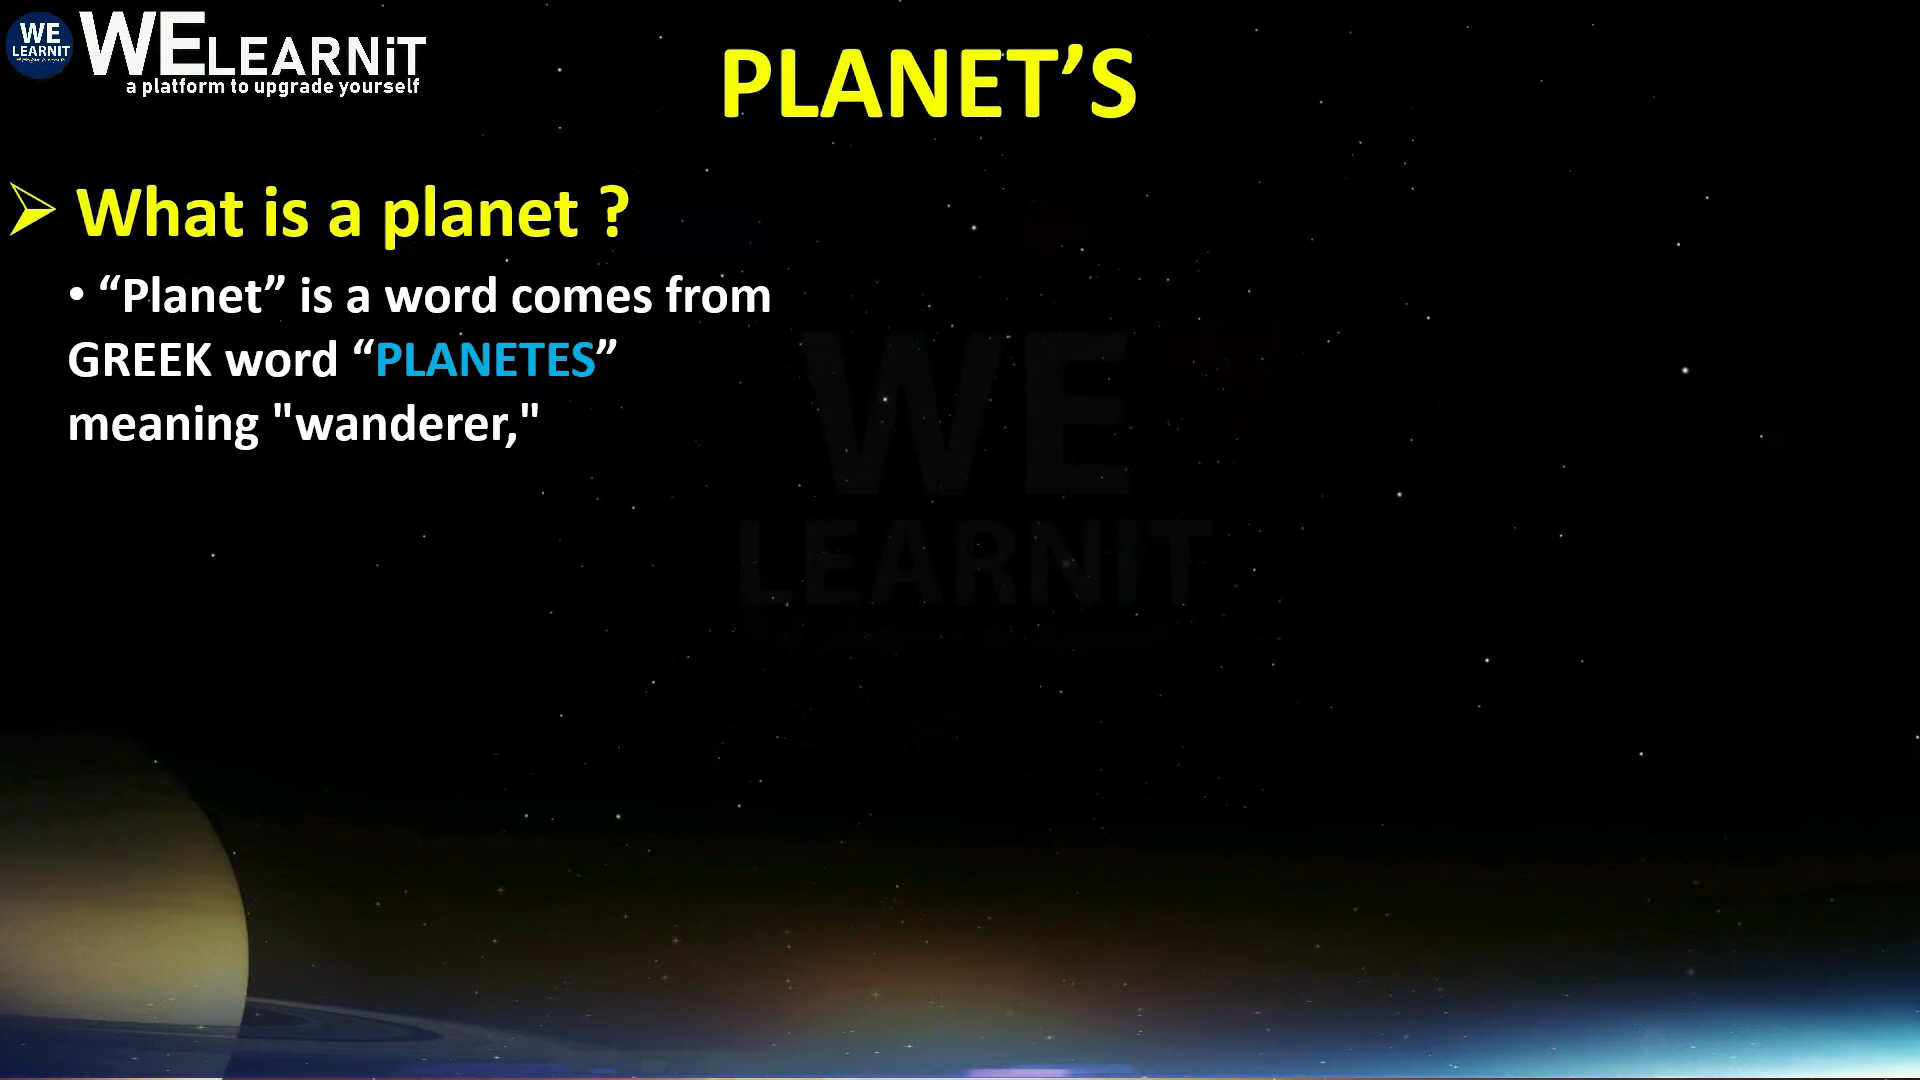 WE
LEARNIT
WELEARNiT
a platform to upgrade yourself
PLANET’S
➢ What is a planet ?
• “Planet” is a word comes from
GREEK word “PLANETES”
meaning "wanderer,"
WE
LEARNIT